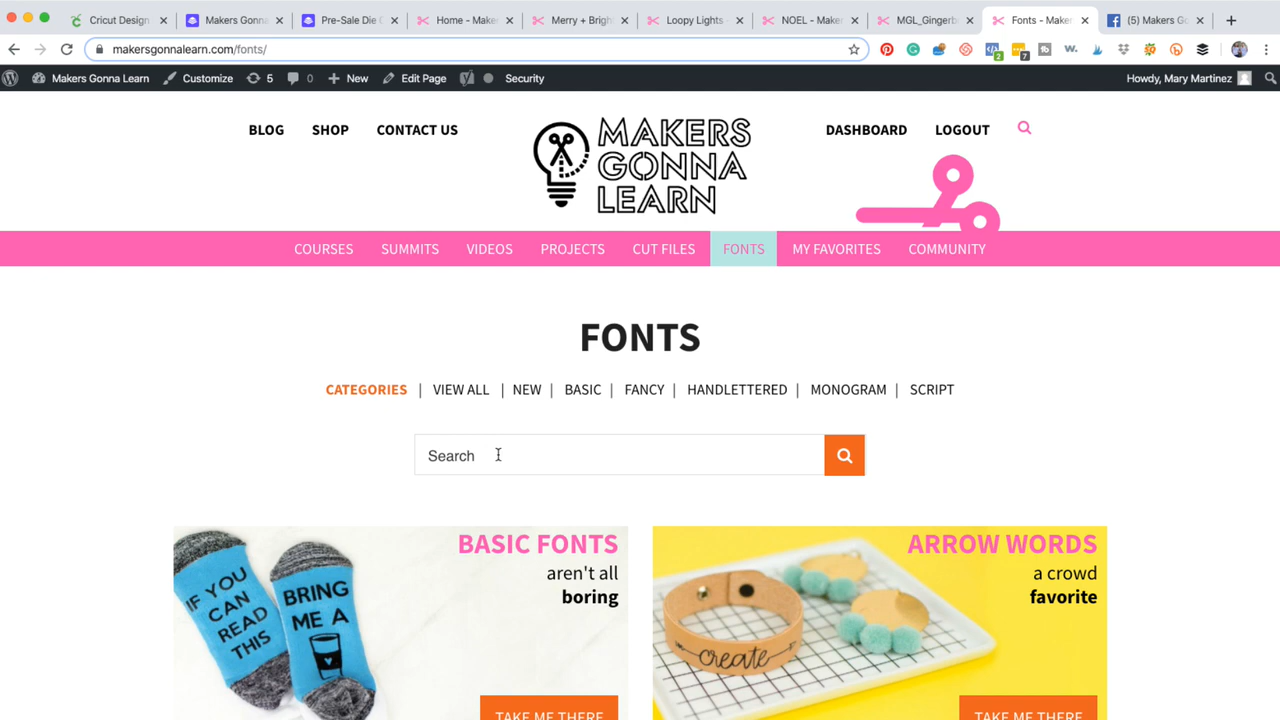 Cricut Design
Makers Gonna
Pre-Sale Die C
Home - Make
Merry + Brigh
Loopy Lights -
NOEL - Make
MGL_Gingerb
Fonts - Make
(5) Makers Go
makersgonnalearn.com/fonts/
2
7
W.
Makers Gonna Learn
Customize
5
0
New
Edit Page
Security
Howdy, Mary Martinez
BLOG
SHOP
CONTACT US
MAKERS
GONNA
LEARN
DASHBOARD
LOGOUT
COURSES
SUMMITS
VIDEOS
PROJECTS
CUT FILES
FONTS
MY FAVORITES
COMMUNITY
FONTS
CATEGORIES | VIEW ALL | NEW | BASIC | FANCY | HANDLETTERED | MONOGRAM | SCRIPT
Search
IF YOU
CAN
READ
THIS
BRING
ME A
BASIC FONTS
aren't all
boring
TAKE ME THERE
create
ARROW WORDS
a crowd
favorite
TAKE ME THERE